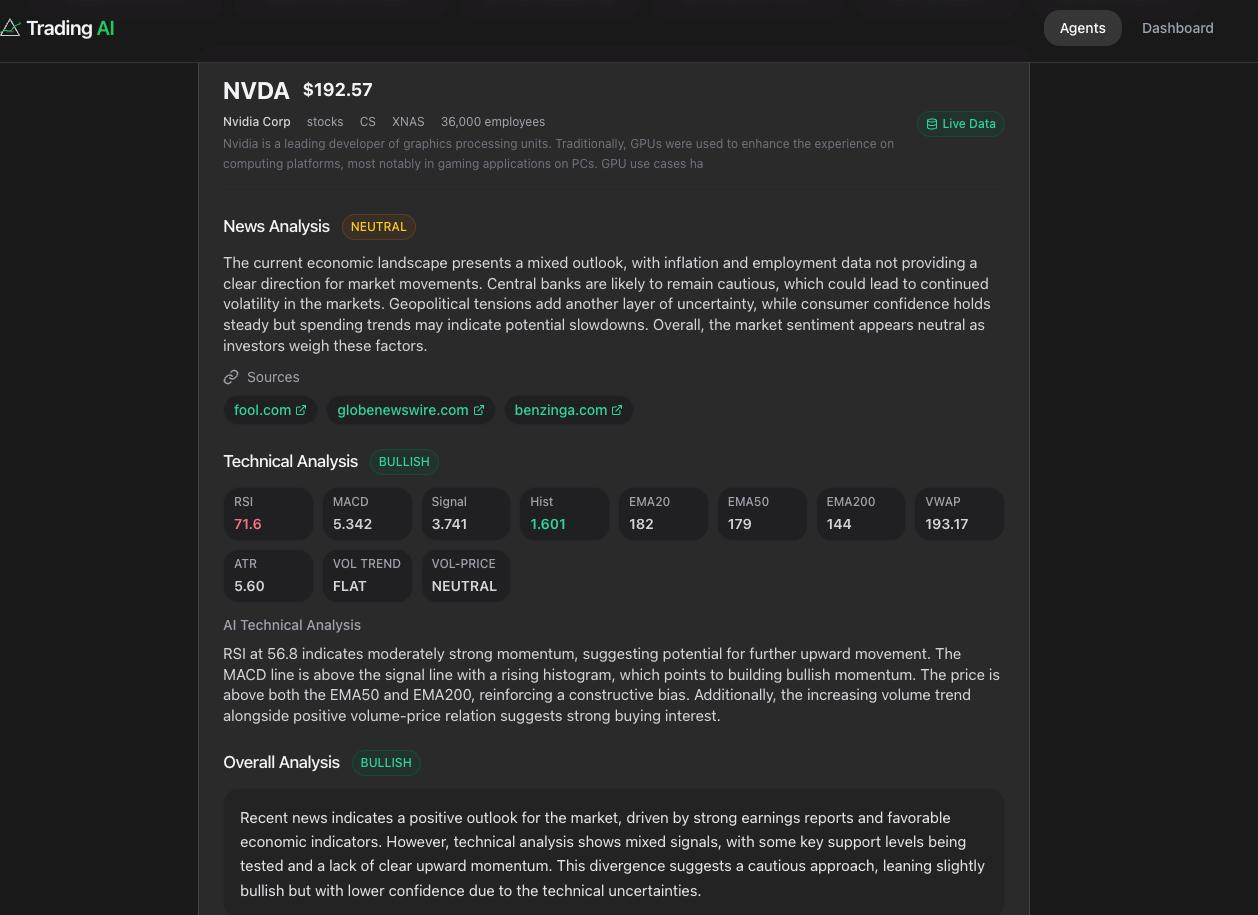 Trading AI
Agents
Dashboard
NVDA $192.57
Nvidia Corp stocks CS XNAS 36,000 employees
Live Data
Nvidia is a leading developer of graphics processing units. Traditionally, GPUs were used to enhance the experience on
computing platforms, most notably in gaming applications on PCs. GPU use cases ha
News Analysis NEUTRAL
The current economic landscape presents a mixed outlook, with inflation and employment data not providing a
clear direction for market movements. Central banks are likely to remain cautious, which could lead to continued
volatility in the markets. Geopolitical tensions add another layer of uncertainty, while consumer confidence holds
steady but spending trends may indicate potential slowdowns. Overall, the market sentiment appears neutral as
investors weigh these factors.
Sources
fool.com globenewswire.com benzinga.com
Technical Analysis BULLISH
RSI MACD Signal Hist EMA20 EMA50 EMA200 VWAP
71.6 5.342 3.741 1.601 182 179 144 193.17
ATR VOL TREND VOL-PRICE
5.60 FLAT NEUTRAL
AI Technical Analysis
RSI at 56.8 indicates moderately strong momentum, suggesting potential for further upward movement. The
MACD line is above the signal line with a rising histogram, which points to building bullish momentum. The price is
above both the EMA50 and EMA200, reinforcing a constructive bias. Additionally, the increasing volume trend
alongside positive volume-price relation suggests strong buying interest.
Overall Analysis BULLISH
Recent news indicates a positive outlook for the market, driven by strong earnings reports and favorable
economic indicators. However, technical analysis shows mixed signals, with some key support levels being
tested and a lack of clear upward momentum. This divergence suggests a cautious approach, leaning slightly
bullish but with lower confidence due to the technical uncertainties.